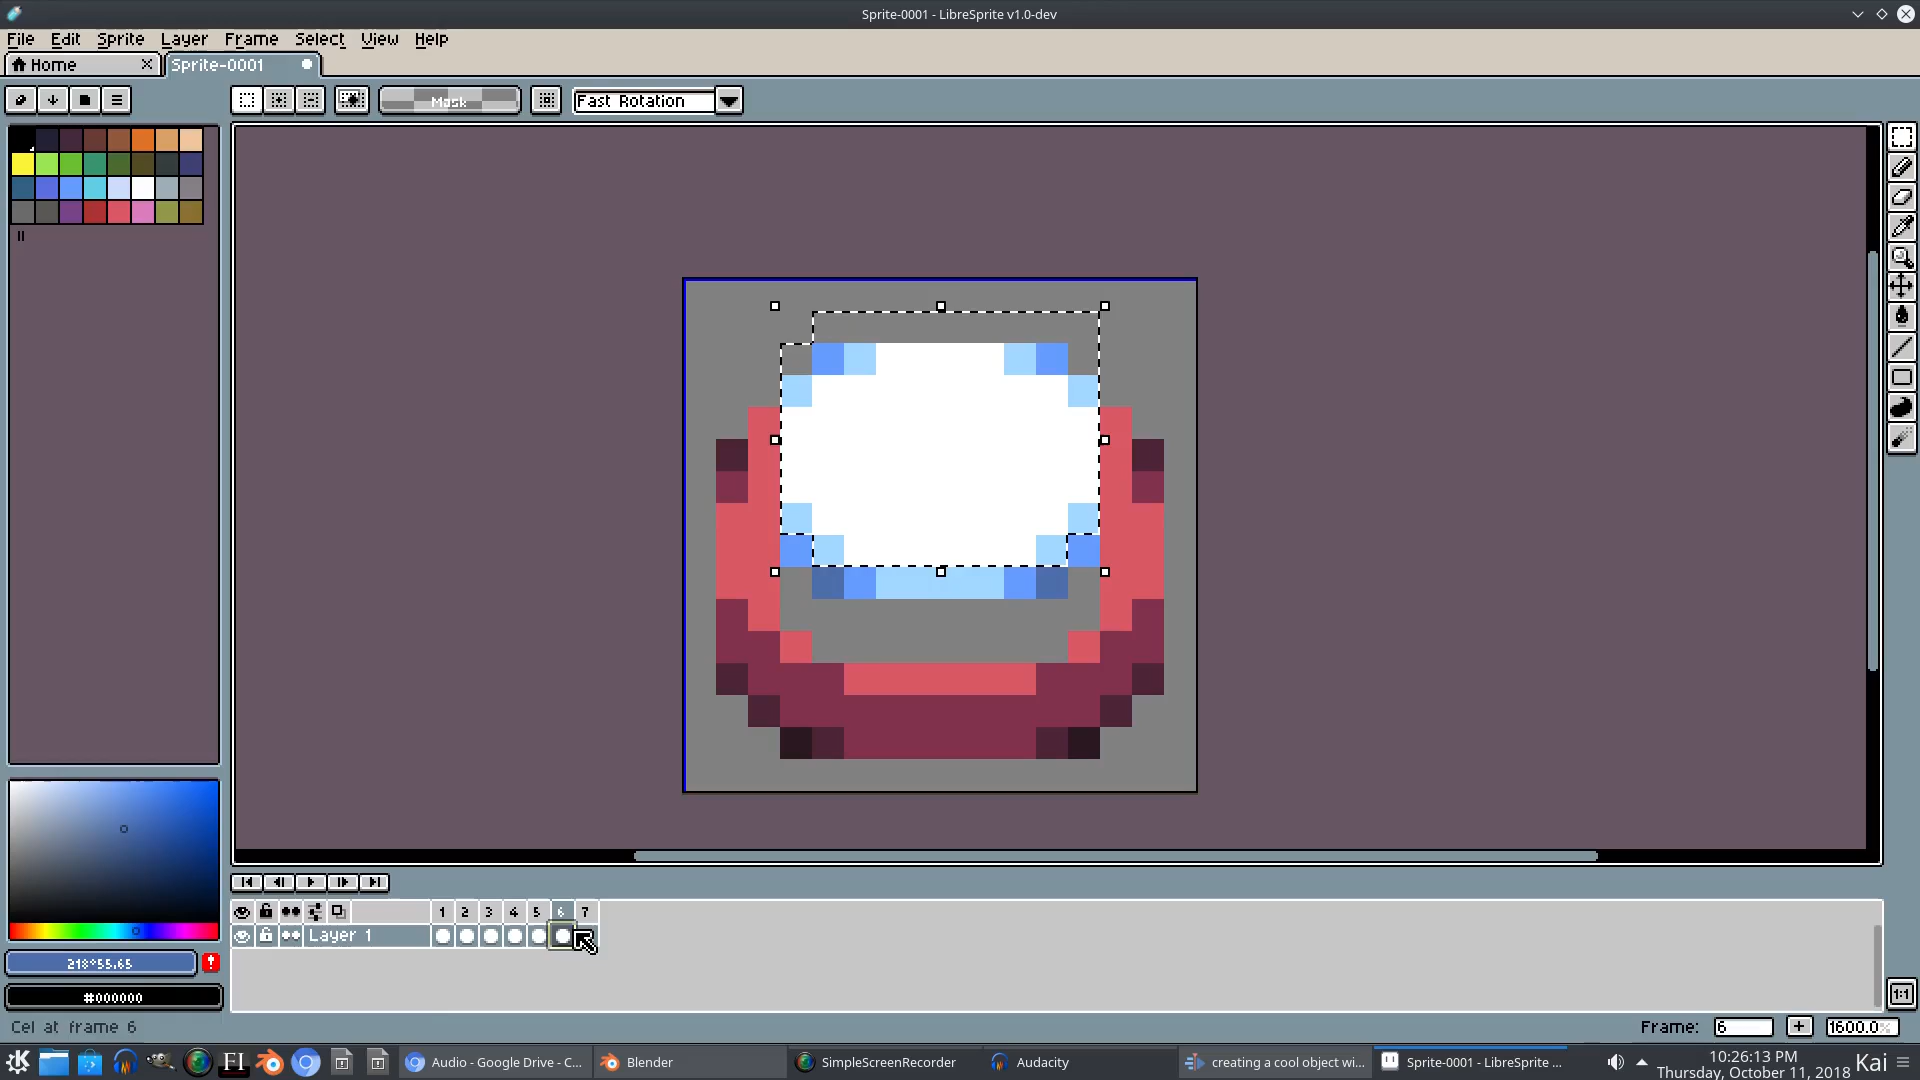 Sprite-0001 - LibreSprite v1.0-dev
File Edit Sprite Layer Frame Select View Help
Home
Sprite-0001
Mask
Fast Rotation
1 2 3 4 5 6 7
Layer 1
218°55.65
#000000
Cel at frame 6
Frame: 6
1600.0%
1:1
FI
Audio - Google Drive - C...
Blender
SimpleScreenRecorder
Audacity
creating a cool object wi...
Sprite-0001 - LibreSprite ...
10:26:13 PM
Thursday, October 11, 2018
Kai